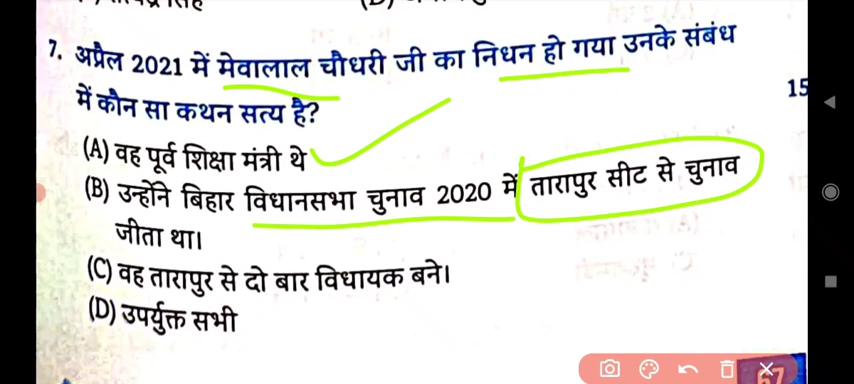 7. अप्रैल 2021 में मेवालाल चौधरी जी का निधन हो गया उनके संबंध
में कौन सा कथन सत्य है?
15
(A) वह पूर्व शिक्षा मंत्री थे
(B) उन्होंने बिहार विधानसभा चुनाव 2020 में तारापुर सीट से चुनाव
जीता था।
(C) वह तारापुर से दो बार विधायक बने।
(D) उपर्युक्त सभी
67